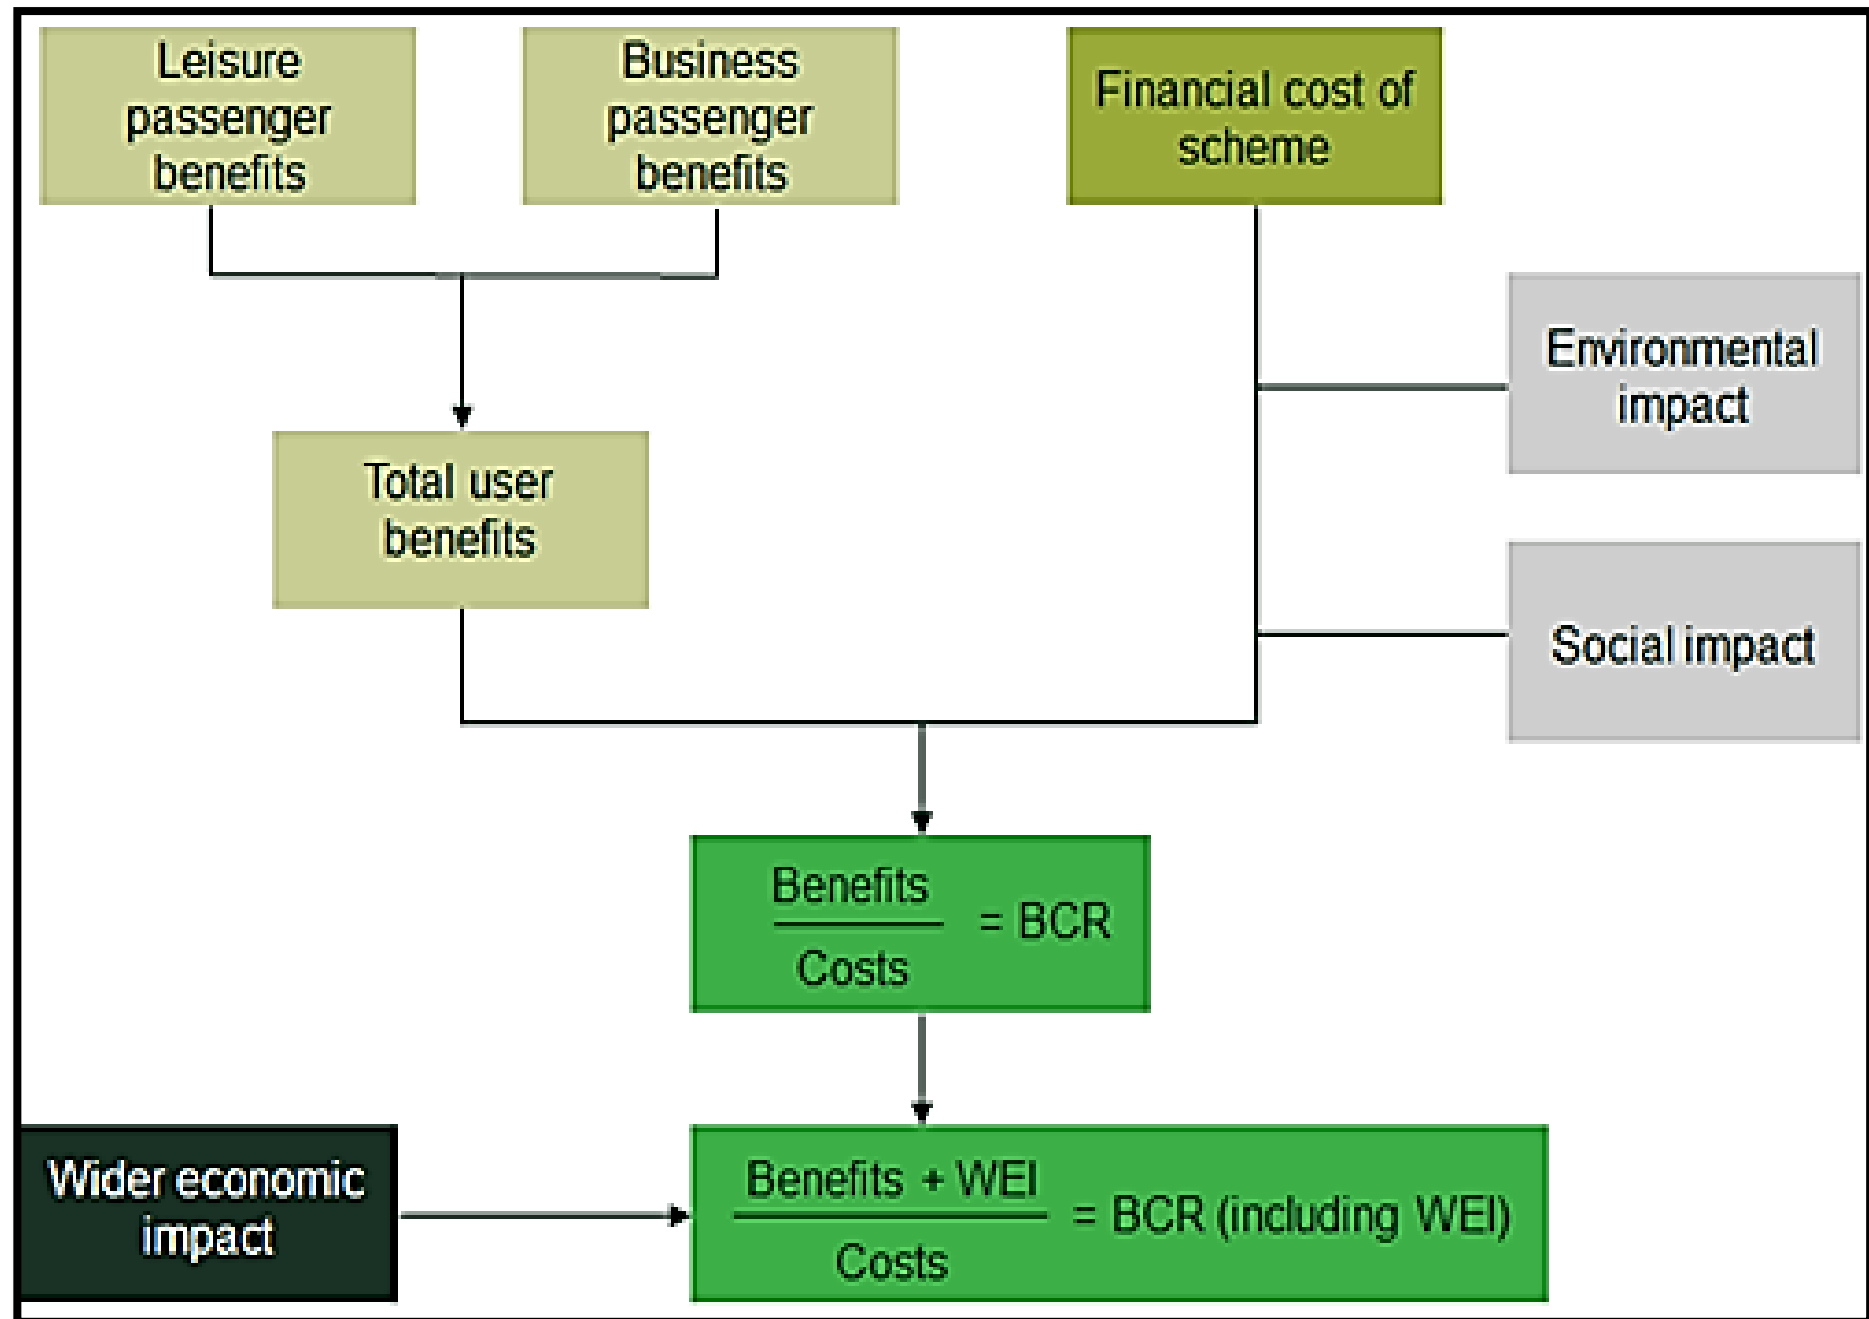 Leisure
passenger
benefits
Business
passenger
benefits
Financial cost of
scheme
Environmental
impact
Total user
benefits
Social impact
Benefits
= BCR
Costs
Wider economic
impact
Benefits + WEI
= BCR (including WEI)
Costs